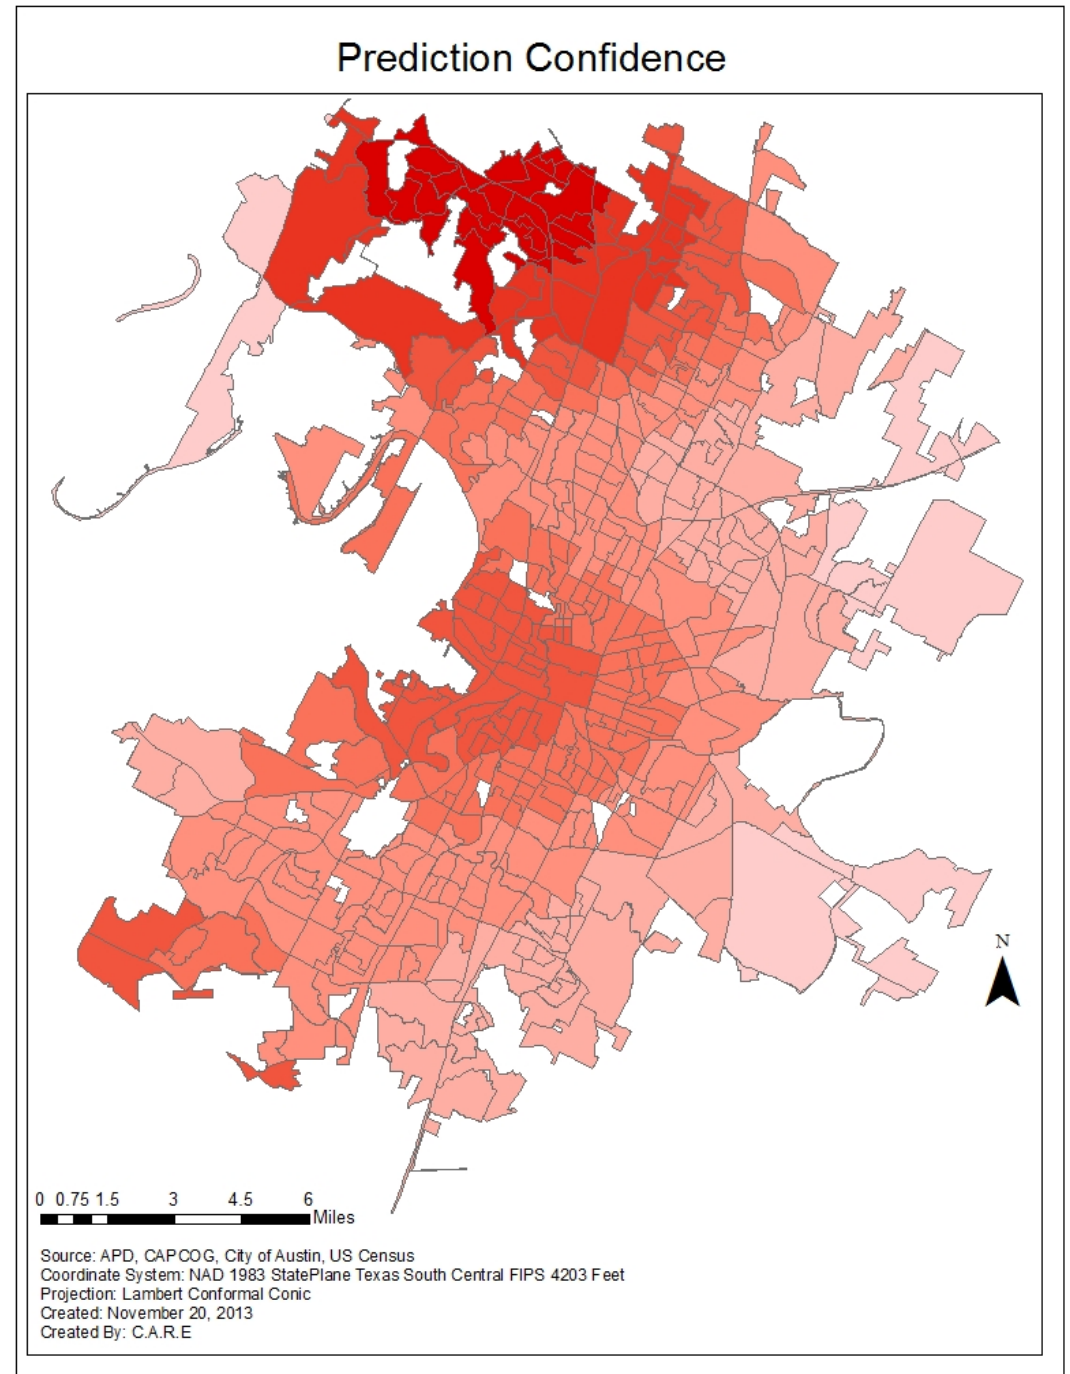 Prediction Confidence
N
0 0.75 1.5 3 4.5 6
Miles
Source: APD, CAPCOG, City of Austin, US Census
Coordinate System: NAD 1983 StatePlane Texas South Central FIPS 4203 Feet
Projection: Lambert Conformal Conic
Created: November 20, 2013
Created By: C.A.R.E